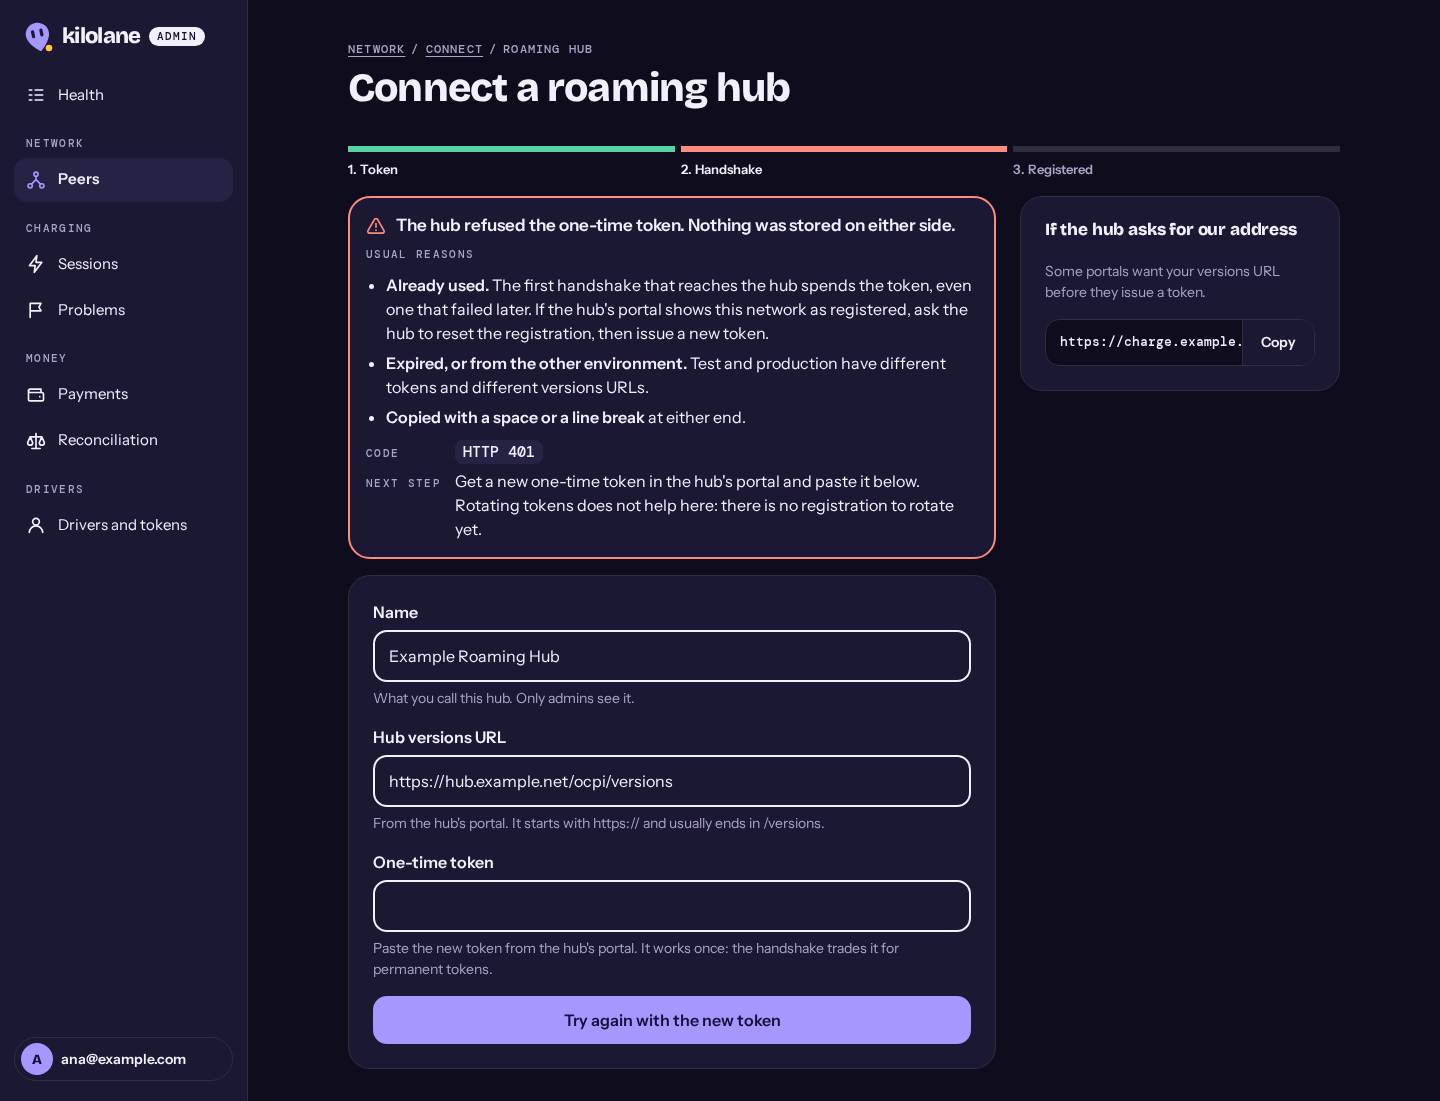 kilolane ADMIN
Health
NETWORK
Peers
CHARGING
Sessions
Problems
MONEY
Payments
Reconciliation
DRIVERS
Drivers and tokens
A ana@example.com
NETWORK / CONNECT / ROAMING HUB
Connect a roaming hub
1. Token
2. Handshake
3. Registered
The hub refused the one-time token. Nothing was stored on either side.
USUAL REASONS
• Already used. The first handshake that reaches the hub spends the token, even
one that failed later. If the hub's portal shows this network as registered, ask the
hub to reset the registration, then issue a new token.
• Expired, or from the other environment. Test and production have different
tokens and different versions URLs.
• Copied with a space or a line break at either end.
CODE HTTP 401
NEXT STEP Get a new one-time token in the hub's portal and paste it below.
Rotating tokens does not help here: there is no registration to rotate
yet.
Name
Example Roaming Hub
What you call this hub. Only admins see it.
Hub versions URL
https://hub.example.net/ocpi/versions
From the hub's portal. It starts with https:// and usually ends in /versions.
One-time token
Paste the new token from the hub's portal. It works once: the handshake trades it for
permanent tokens.
Try again with the new token
If the hub asks for our address
Some portals want your versions URL
before they issue a token.
https://charge.example. Copy